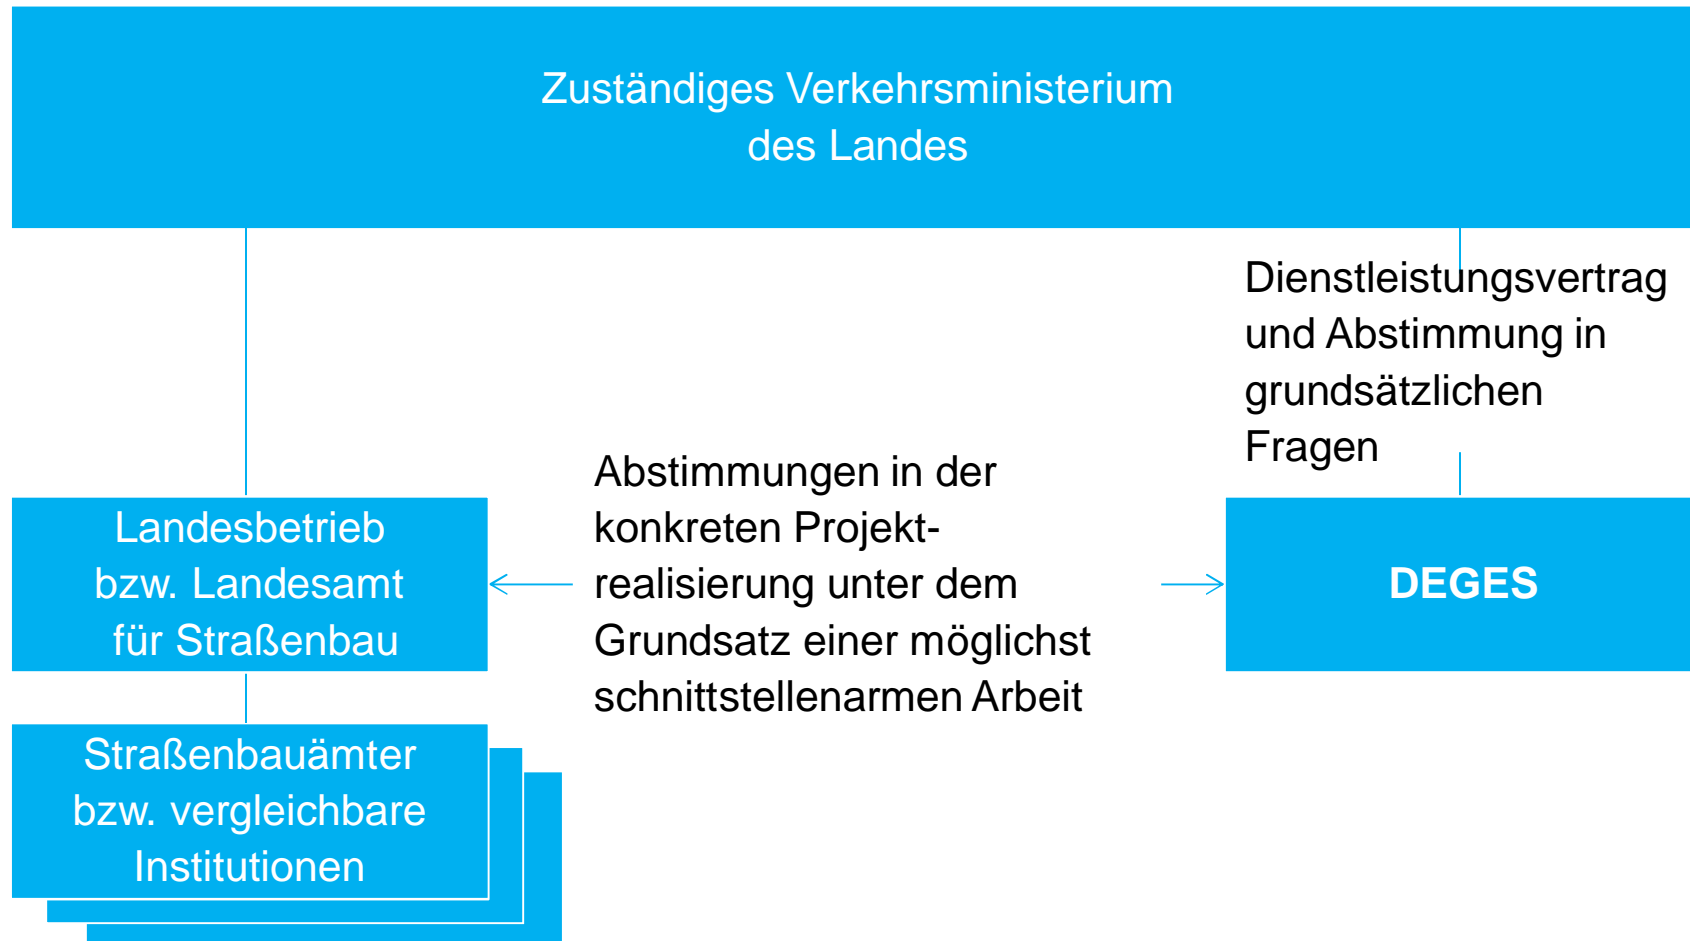 Zuständiges Verkehrsministerium
des Landes
Dienstleistungsvertrag
und Abstimmung in
grundsätzlichen
Fragen
Abstimmungen in der
konkreten Projekt-
realisierung unter dem
Grundsatz einer möglichst
schnittstellenarmen Arbeit
Landesbetrieb
bzw. Landesamt
für Straßenbau
DEGES
Straßenbauämter
bzw. vergleichbare
Institutionen